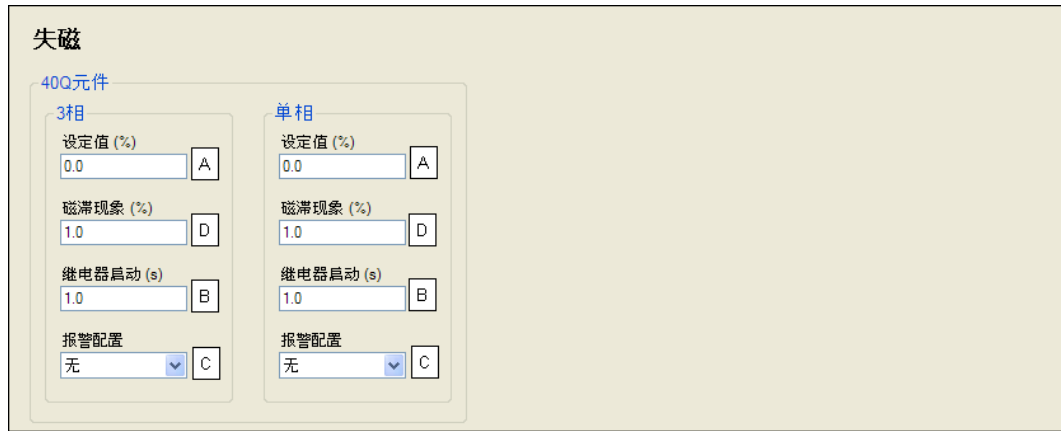 失磁
40Q元件
3相
设定值 (%)
0.0
A
磁滞现象 (%)
1.0
D
继电器启动 (s)
1.0
B
报警配置
无
C
单相
设定值 (%)
0.0
A
磁滞现象 (%)
1.0
D
继电器启动 (s)
1.0
B
报警配置
无
C